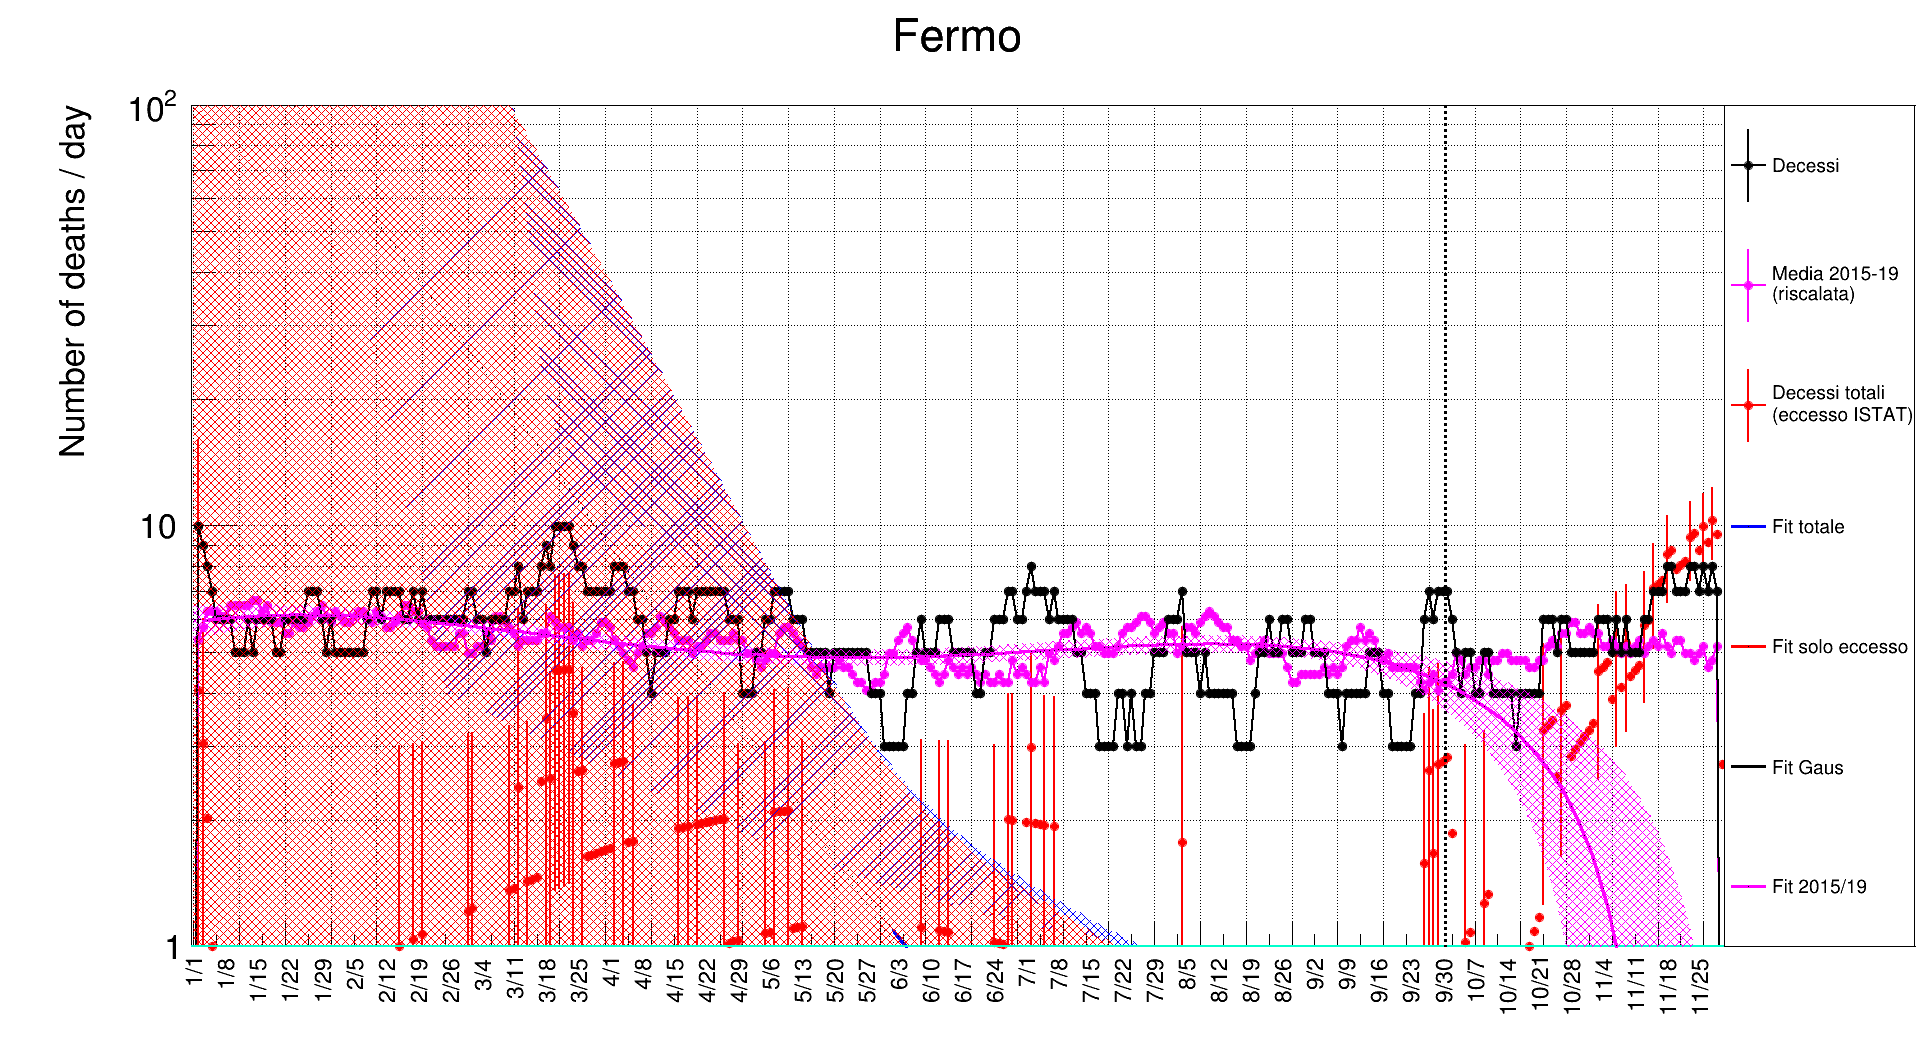 Fermo
Number of deaths / day
10²
10
1
1/1 1/8 1/15 1/22 1/29 2/5 2/12 2/19 2/26 3/4 3/11 3/18 3/25 4/1 4/8 4/15 4/22 4/29 5/6 5/13 5/20 5/27 6/3 6/10 6/17 6/24 7/1 7/8 7/15 7/22 7/29 8/5 8/12 8/19 8/26 9/2 9/9 9/16 9/23 9/30 10/7 10/14 10/21 10/28 11/4 11/11 11/18 11/25
Decessi
Media 2015-19
(riscalata)
Decessi totali
(eccesso ISTAT)
Fit totale
Fit solo eccesso
Fit Gaus
Fit 2015/19